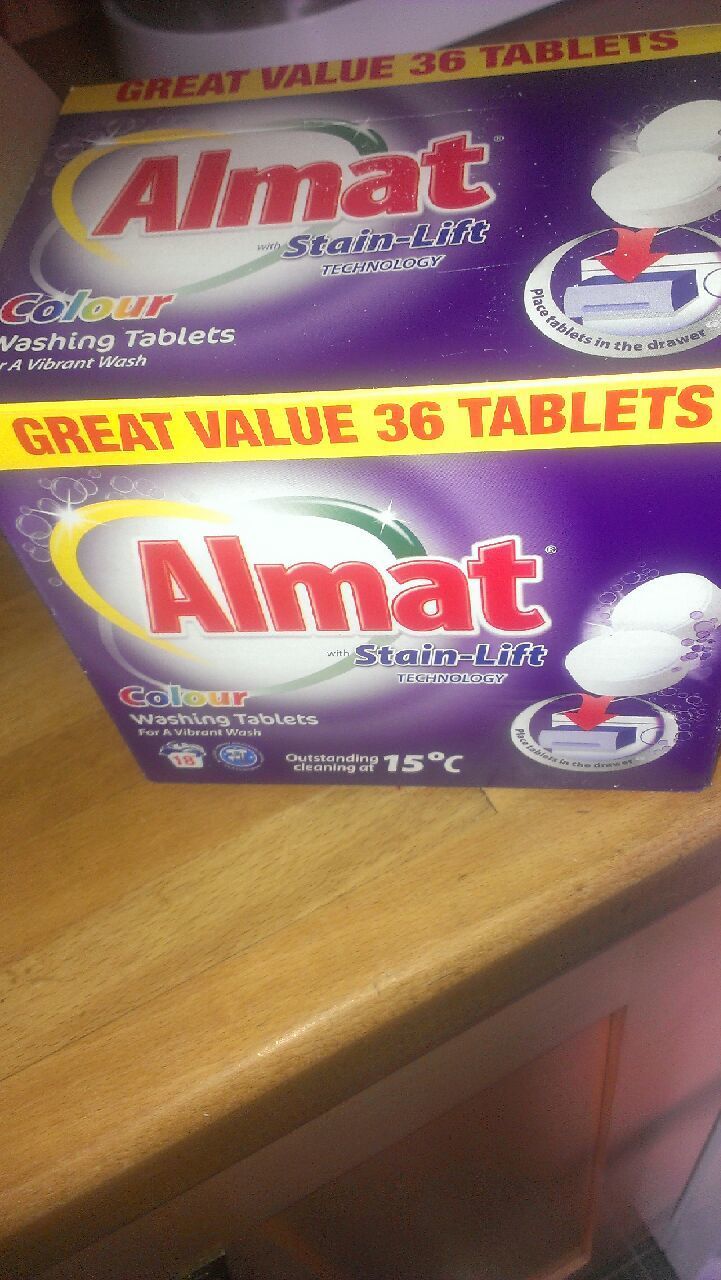 GREAT VALUE 36 TABLETS
Almat®
with Stain-Lift
TECHNOLOGY
Colour
Washing Tablets
r A Vibrant Wash
Place tablets in the drawer
GREAT VALUE 36 TABLETS
Almat®
with Stain-Lift
TECHNOLOGY
Colour
Washing Tablets
For A Vibrant Wash
18
Outstanding
cleaning at 15°C
Place tablets in the drawer